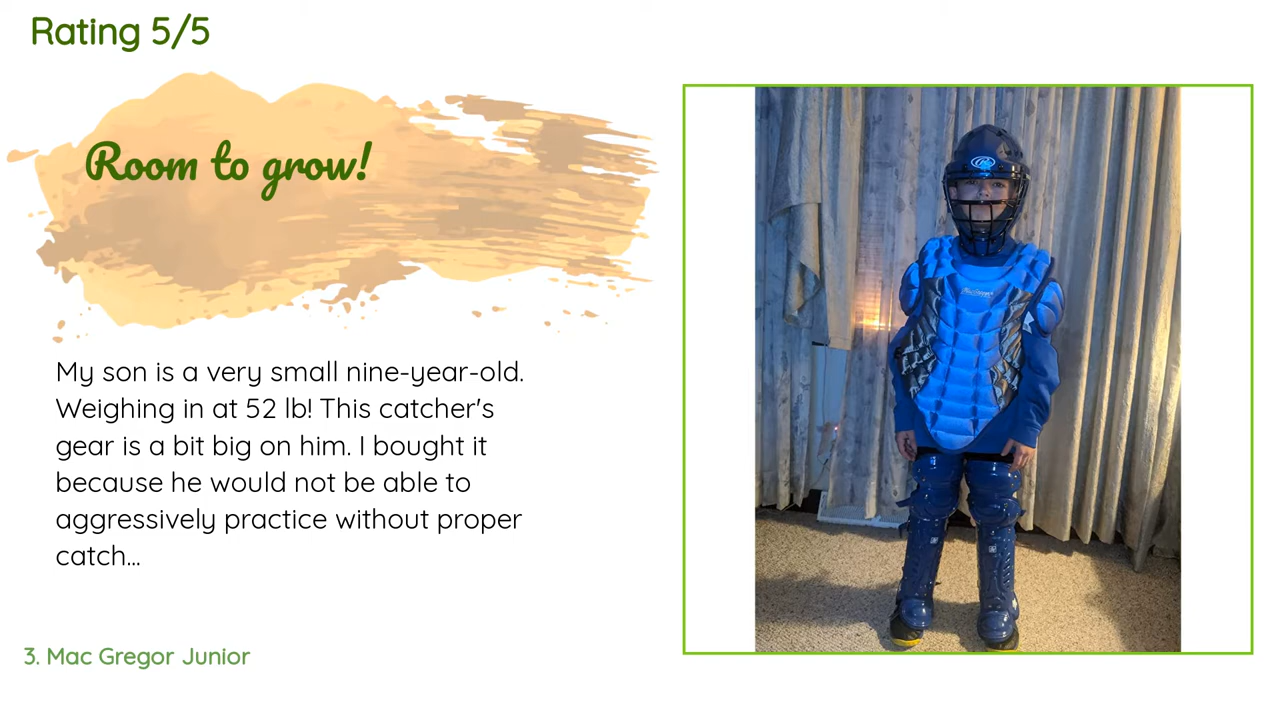 Rating 5/5
Room to grow!
My son is a very small nine-year-old.
Weighing in at 52 lb! This catcher's
gear is a bit big on him. I bought it
because he would not be able to
aggressively practice without proper
catch...
3. Mac Gregor Junior